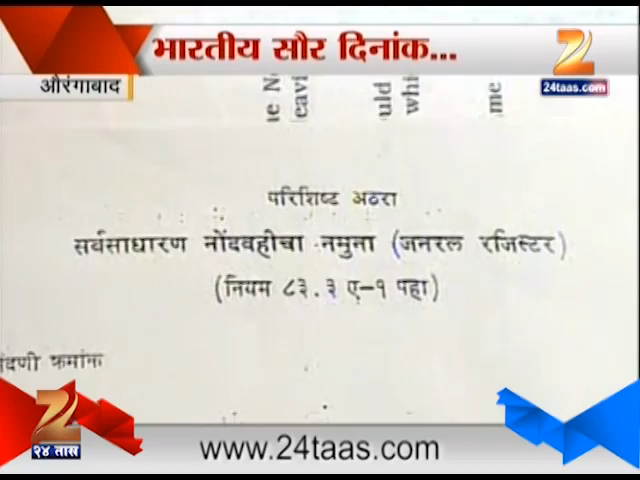 भारतीय सौर दिनांक...
औरंगाबाद
24taas.com
परिशिष्ट अठरा
सर्वसाधारण नोंदवहीचा नमुना (जनरल रजिस्टर)
(नियम ८३.३ ए-१ पहा)
क्रमांक
२४ तास
www.24taas.com